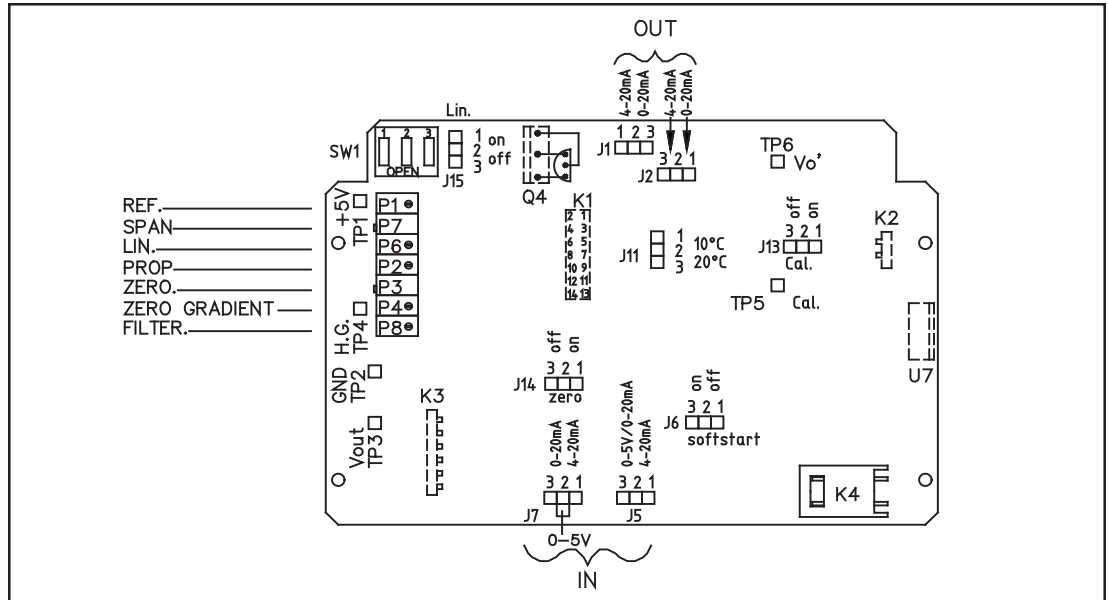 OUT
4-20mA
0-20mA
4-20mA
0-20mA
Lin.
SW1
1 2 3
OPEN
1 on
2 off
3
J15
Q4
J1
1 2 3
J2
3 2 1
TP6
Vo'
REF.
SPAN
LIN.
PROP
ZERO.
ZERO GRADIENT
FILTER.
+5V
TP1
P1
P7
P6
P2
P3
P4
P8
H.G.
TP4
GND
TP2
Vout
TP3
K1
2 1
4 3
6 5
8 7
10 9
12 11
14 13
J11
1
2 10°C
3 20°C
off
on
3 2 1
J13
Cal.
K2
TP5 Cal.
U7
off
on
3 2 1
J14
zero
K3
on
off
3 2 1
J6
softstart
0-20mA
4-20mA
3 2 1
J7
0-5V
0-5V/0-20mA
4-20mA
3 2 1
J5
K4
IN